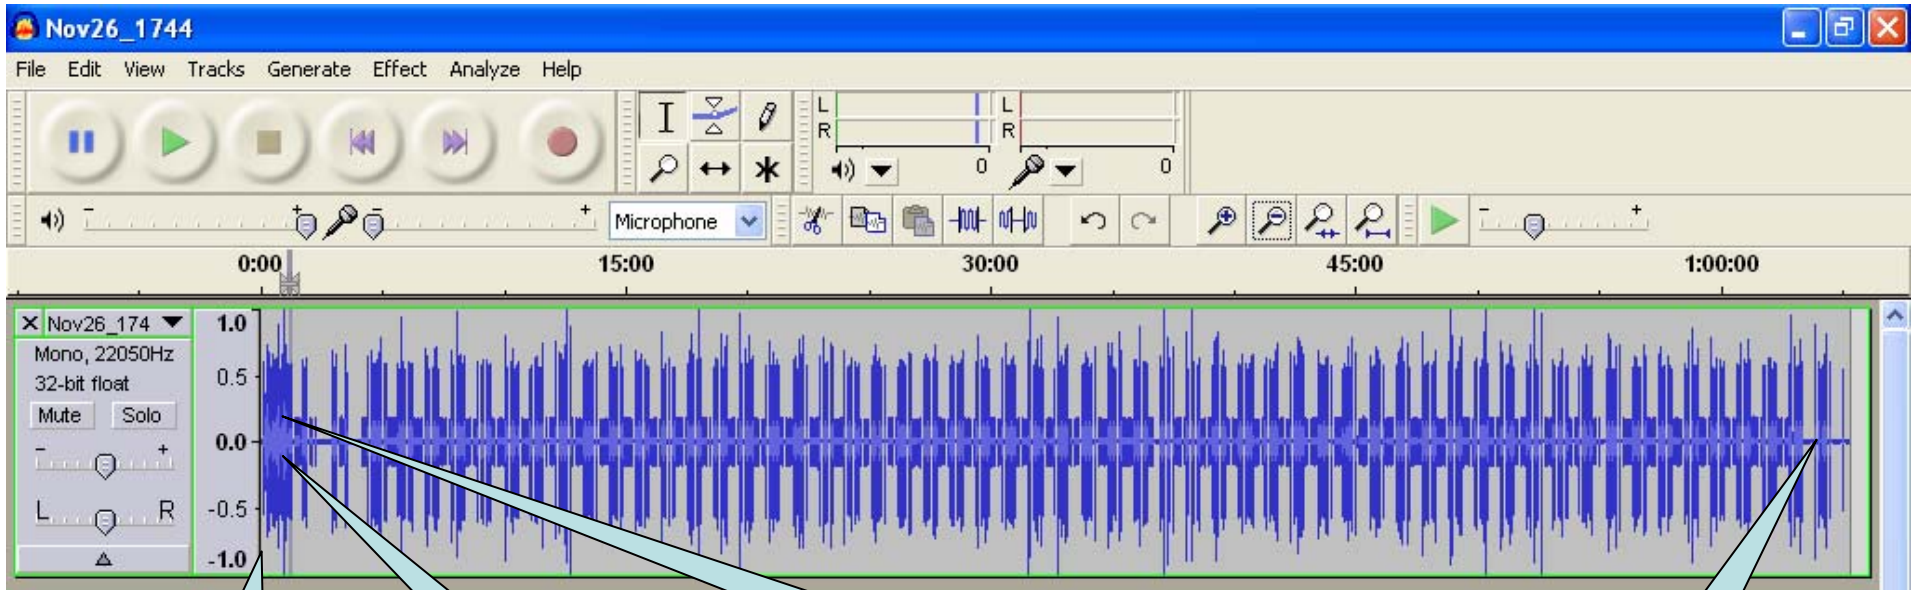 Nov26_1744
File Edit View Tracks Generate Effect Analyze Help
L
R
0
L
R
0
- + - + Microphone - +
0:00 15:00 30:00 45:00 1:00:00
X Nov26_174
Mono, 22050Hz
32-bit float
Mute Solo
- +
L R
1.0
0.5
0.0
-0.5
-1.0